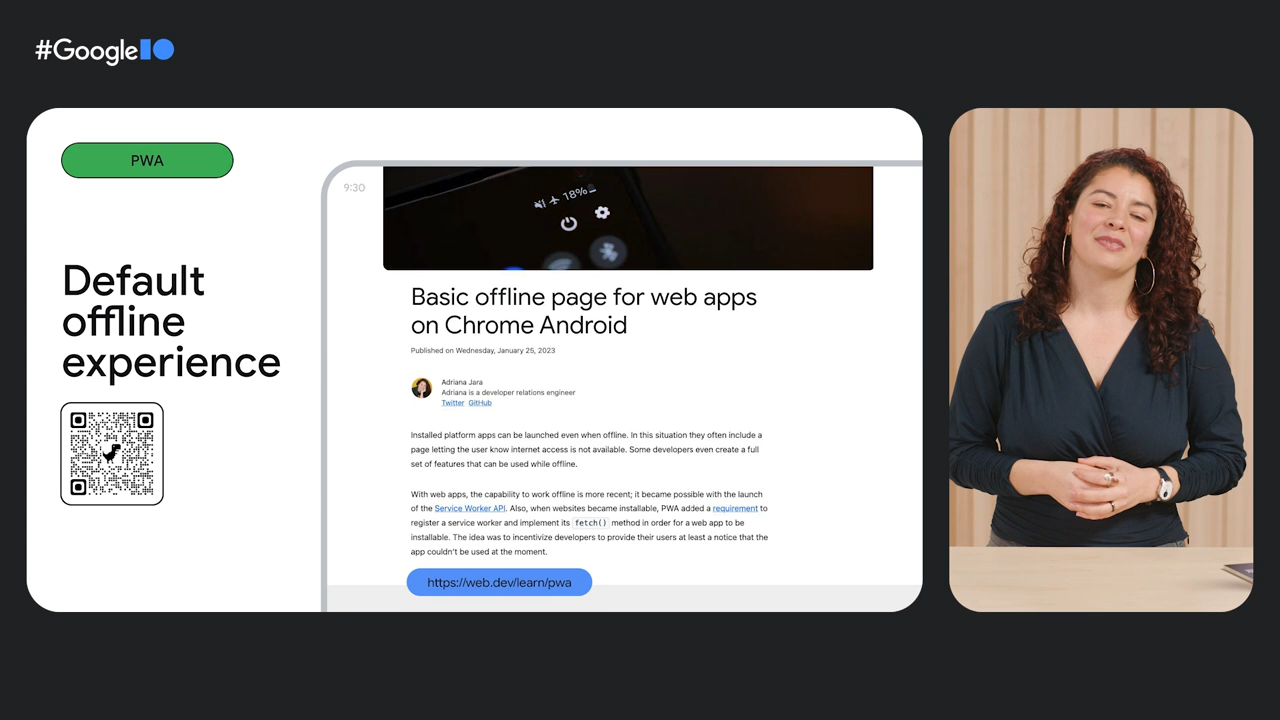 #GoogleIO
PWA
Default
offline
experience
9:30
18%
Basic offline page for web apps
on Chrome Android
Published on Wednesday, January 25, 2023
Adriana Jara
Adriana is a developer relations engineer
Twitter GitHub
Installed platform apps can be launched even when offline. In this situation they often include a
page letting the user know internet access is not available. Some developers even create a full
set of features that can be used while offline.
With web apps, the capability to work offline is more recent; it became possible with the launch
of the Service Worker API. Also, when websites became installable, PWA added a requirement to
register a service worker and implement its fetch() method in order for a web app to be
installable. The idea was to incentivize developers to provide their users at least a notice that the
app couldn't be used at the moment.
https://web.dev/learn/pwa